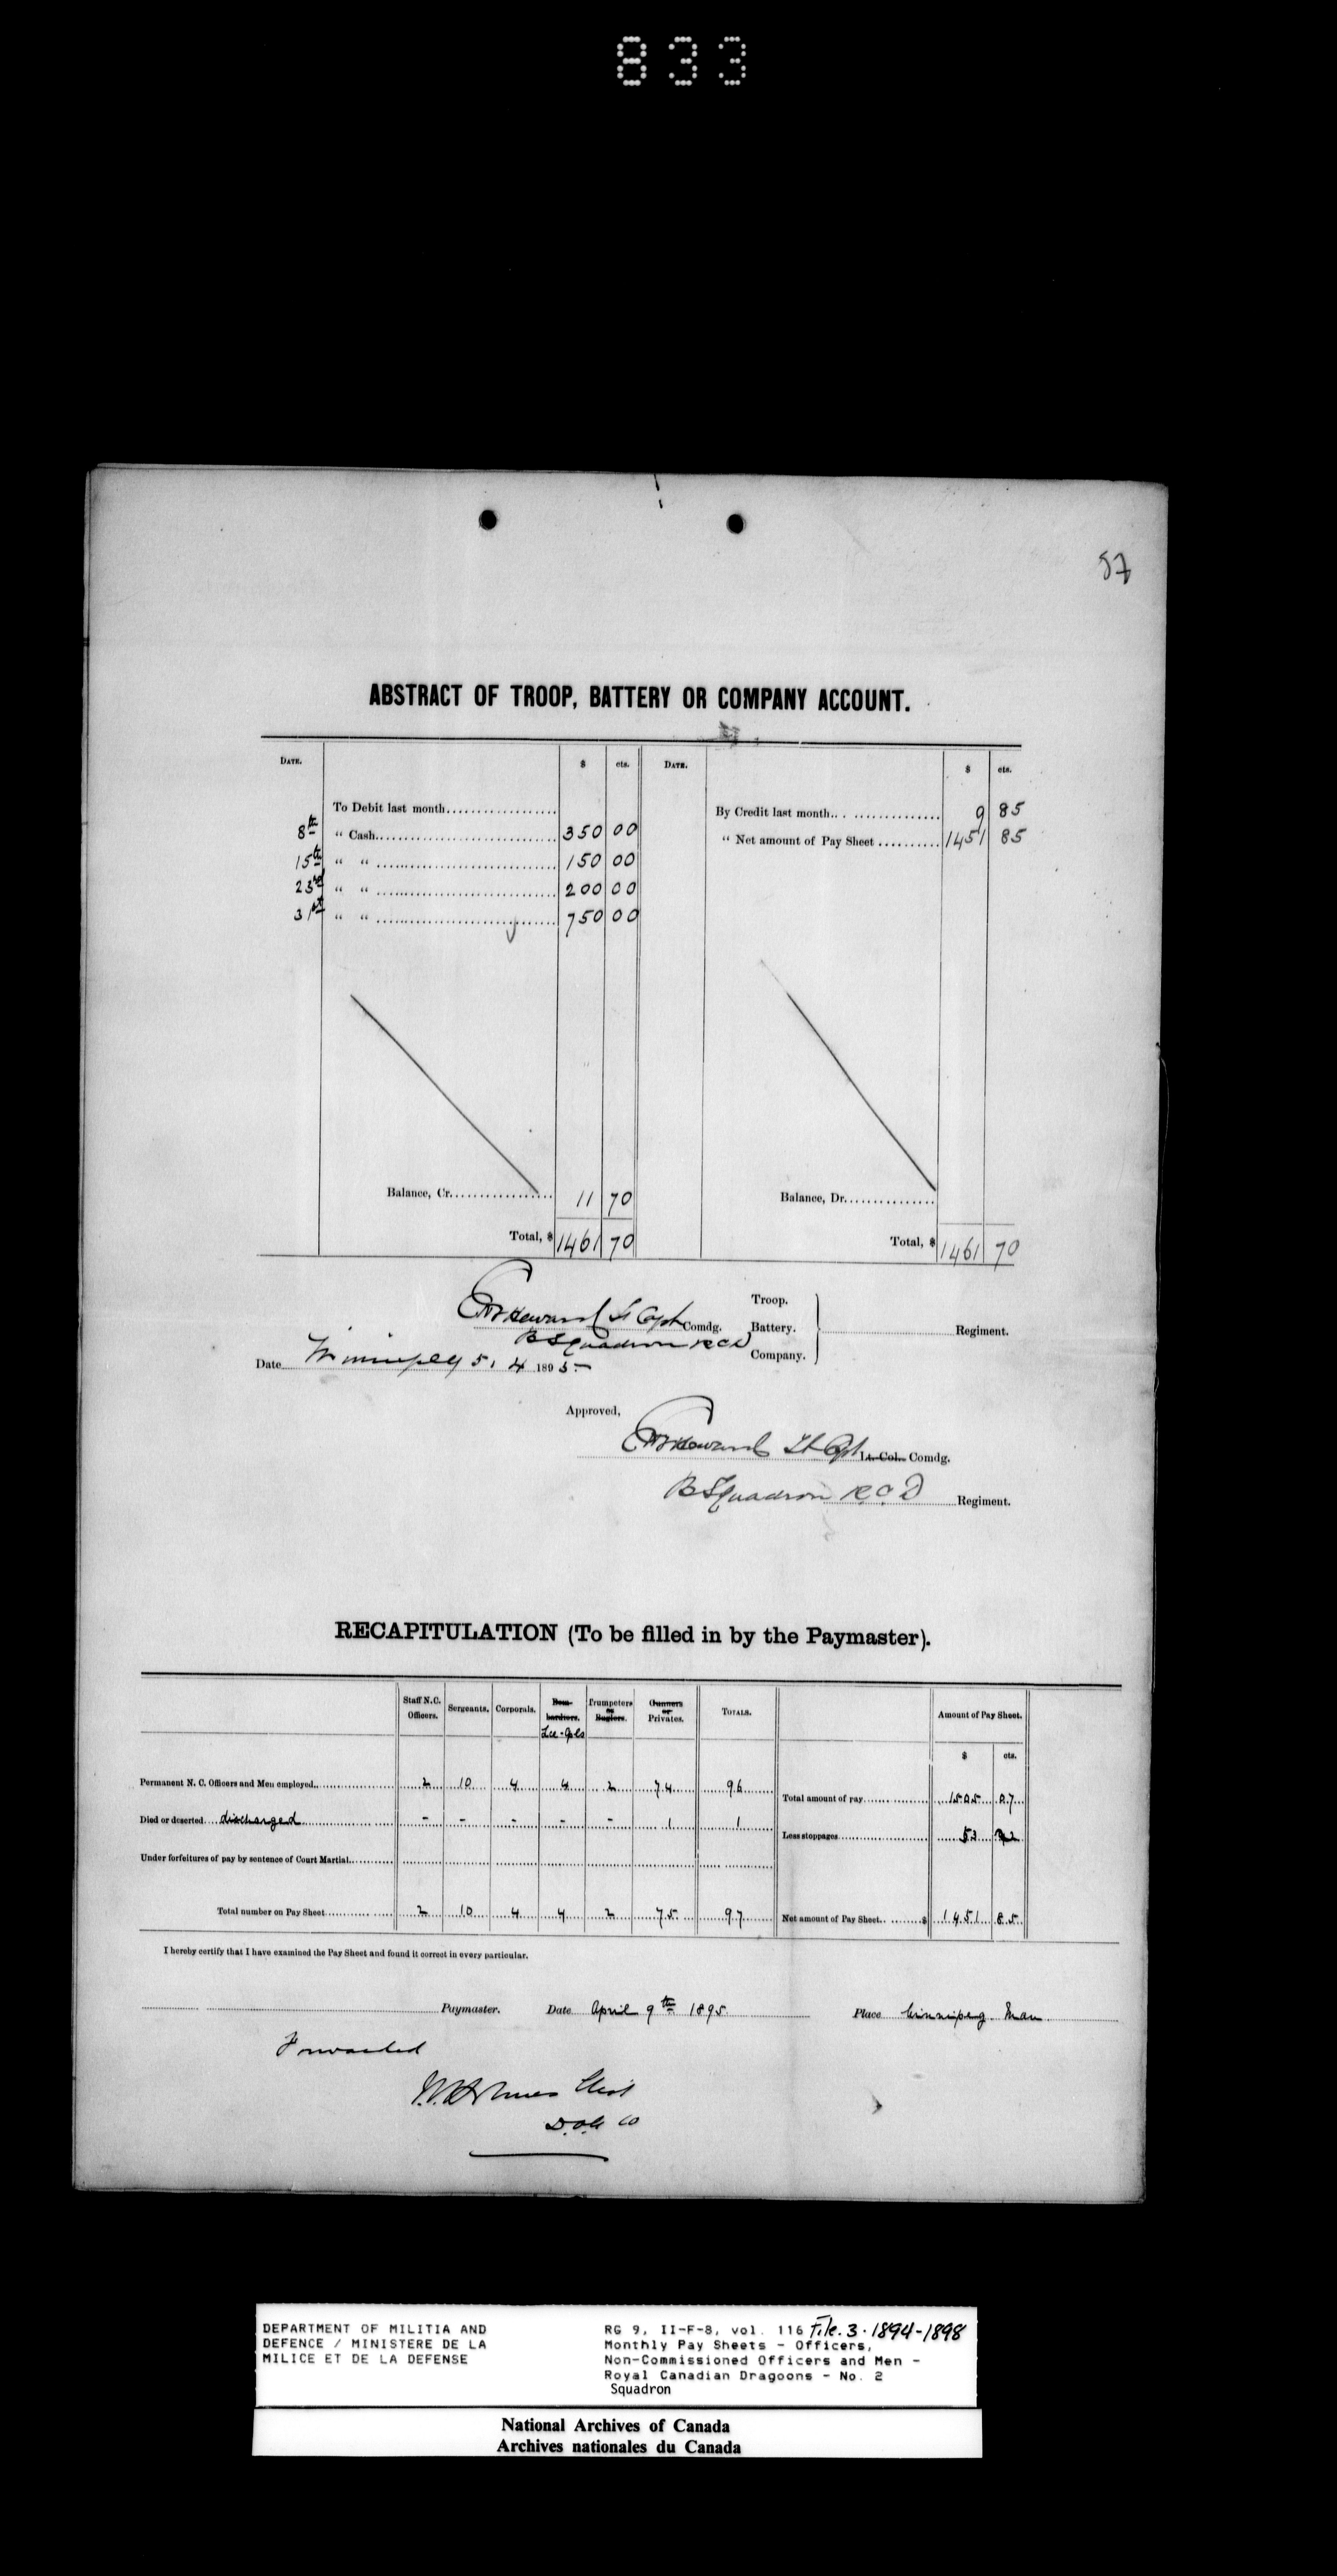 833
57
ABSTRACT OF TROOP, BATTERY OR COMPANY ACCOUNT.
DATE. $ cts. DATE. $ cts.
To Debit last month By Credit last month 9 85
8th " Cash 350 00 " Net amount of Pay Sheet 1451 85
15th " " 150 00
23rd " " 200 00
31st " " 750 00
Balance, Cr. 11 70 Balance, Dr.
Total, $ 1461 70 Total, $ 1461 70
Troop.
Lt Capt Comdg. Battery. Regiment.
B Squadron RCD Company.
Date Winnipeg 5. 4 1895
Approved,
Lt Capt Lt. Col. Comdg.
B Squadron R.C.D Regiment.
RECAPITULATION (To be filled in by the Paymaster).
Staff N.C. Officers. Sergeants. Corporals. Bombardiers. Lce-Cpls Trumpeters or Buglers. Gunners or Privates. TOTALS. Amount of Pay Sheet.
$ cts.
Permanent N. C. Officers and Men employed 2 10 4 4 2 74 96
Total amount of pay 1505 07
Died or deserted discharged - - - - - 1 1
Less stoppages 53
Under forfeitures of pay by sentence of Court Martial
Total number on Pay Sheet 2 10 4 4 2 75 97 Net amount of Pay Sheet $ 1451 85
I hereby certify that I have examined the Pay Sheet and found it correct in every particular.
Paymaster. Date April 9th 1895 Place Winnipeg Man
Forwarded
DEPARTMENT OF MILITIA AND
DEFENCE / MINISTERE DE LA
MILICE ET DE LA DEFENSE
RG 9, II-F-8, vol. 116 File. 3. 1894-1898
Monthly Pay Sheets - Officers,
Non-Commissioned Officers and Men -
Royal Canadian Dragoons - No. 2
Squadron
National Archives of Canada
Archives nationales du Canada